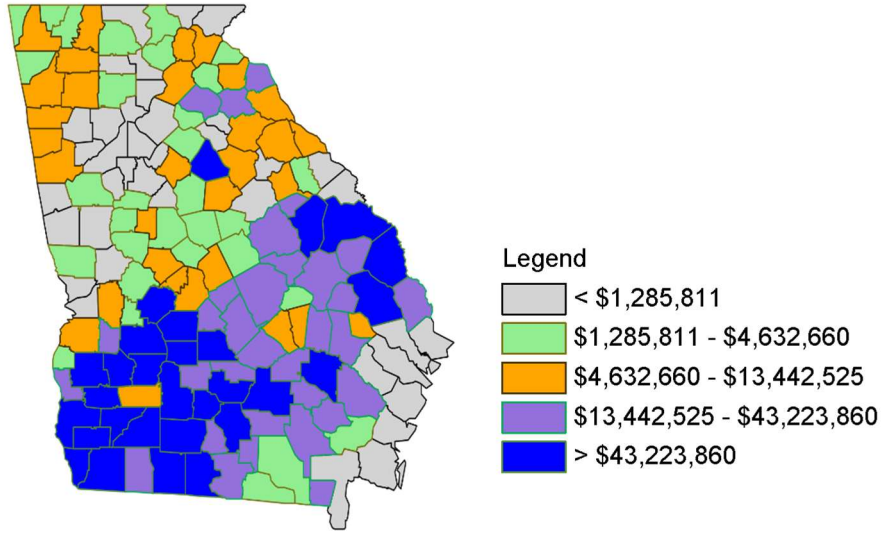 Legend
< $1,285,811
$1,285,811 - $4,632,660
$4,632,660 - $13,442,525
$13,442,525 - $43,223,860
> $43,223,860